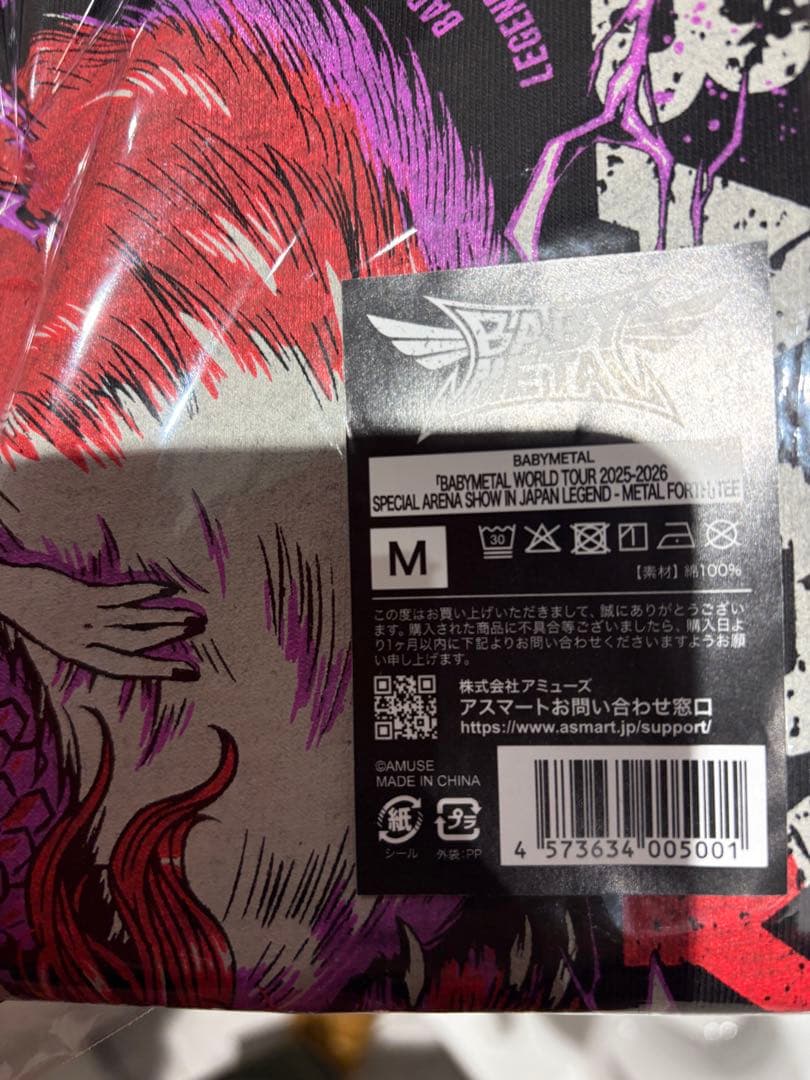 BAB
LEGEN
BABY
METAL
BABYMETAL
「BABYMETAL WORLD TOUR 2025-2026
SPECIAL ARENA SHOW IN JAPAN LEGEND - METAL FORTH」TEE
M
30
【素材】綿100%
この度はお買い上げいただきまして、誠にありがとうござい
ます。購入された商品に不具合等ございましたら、購入日よ
り1ヶ月以内に下記よりお問い合わせくださいますようお願
い申し上げます。
株式会社アミューズ
アスマートお問い合わせ窓口
https://www.asmart.jp/support/
©AMUSE
MADE IN CHINA
紙
プラ
シール
外袋:PP
4 573634 005001